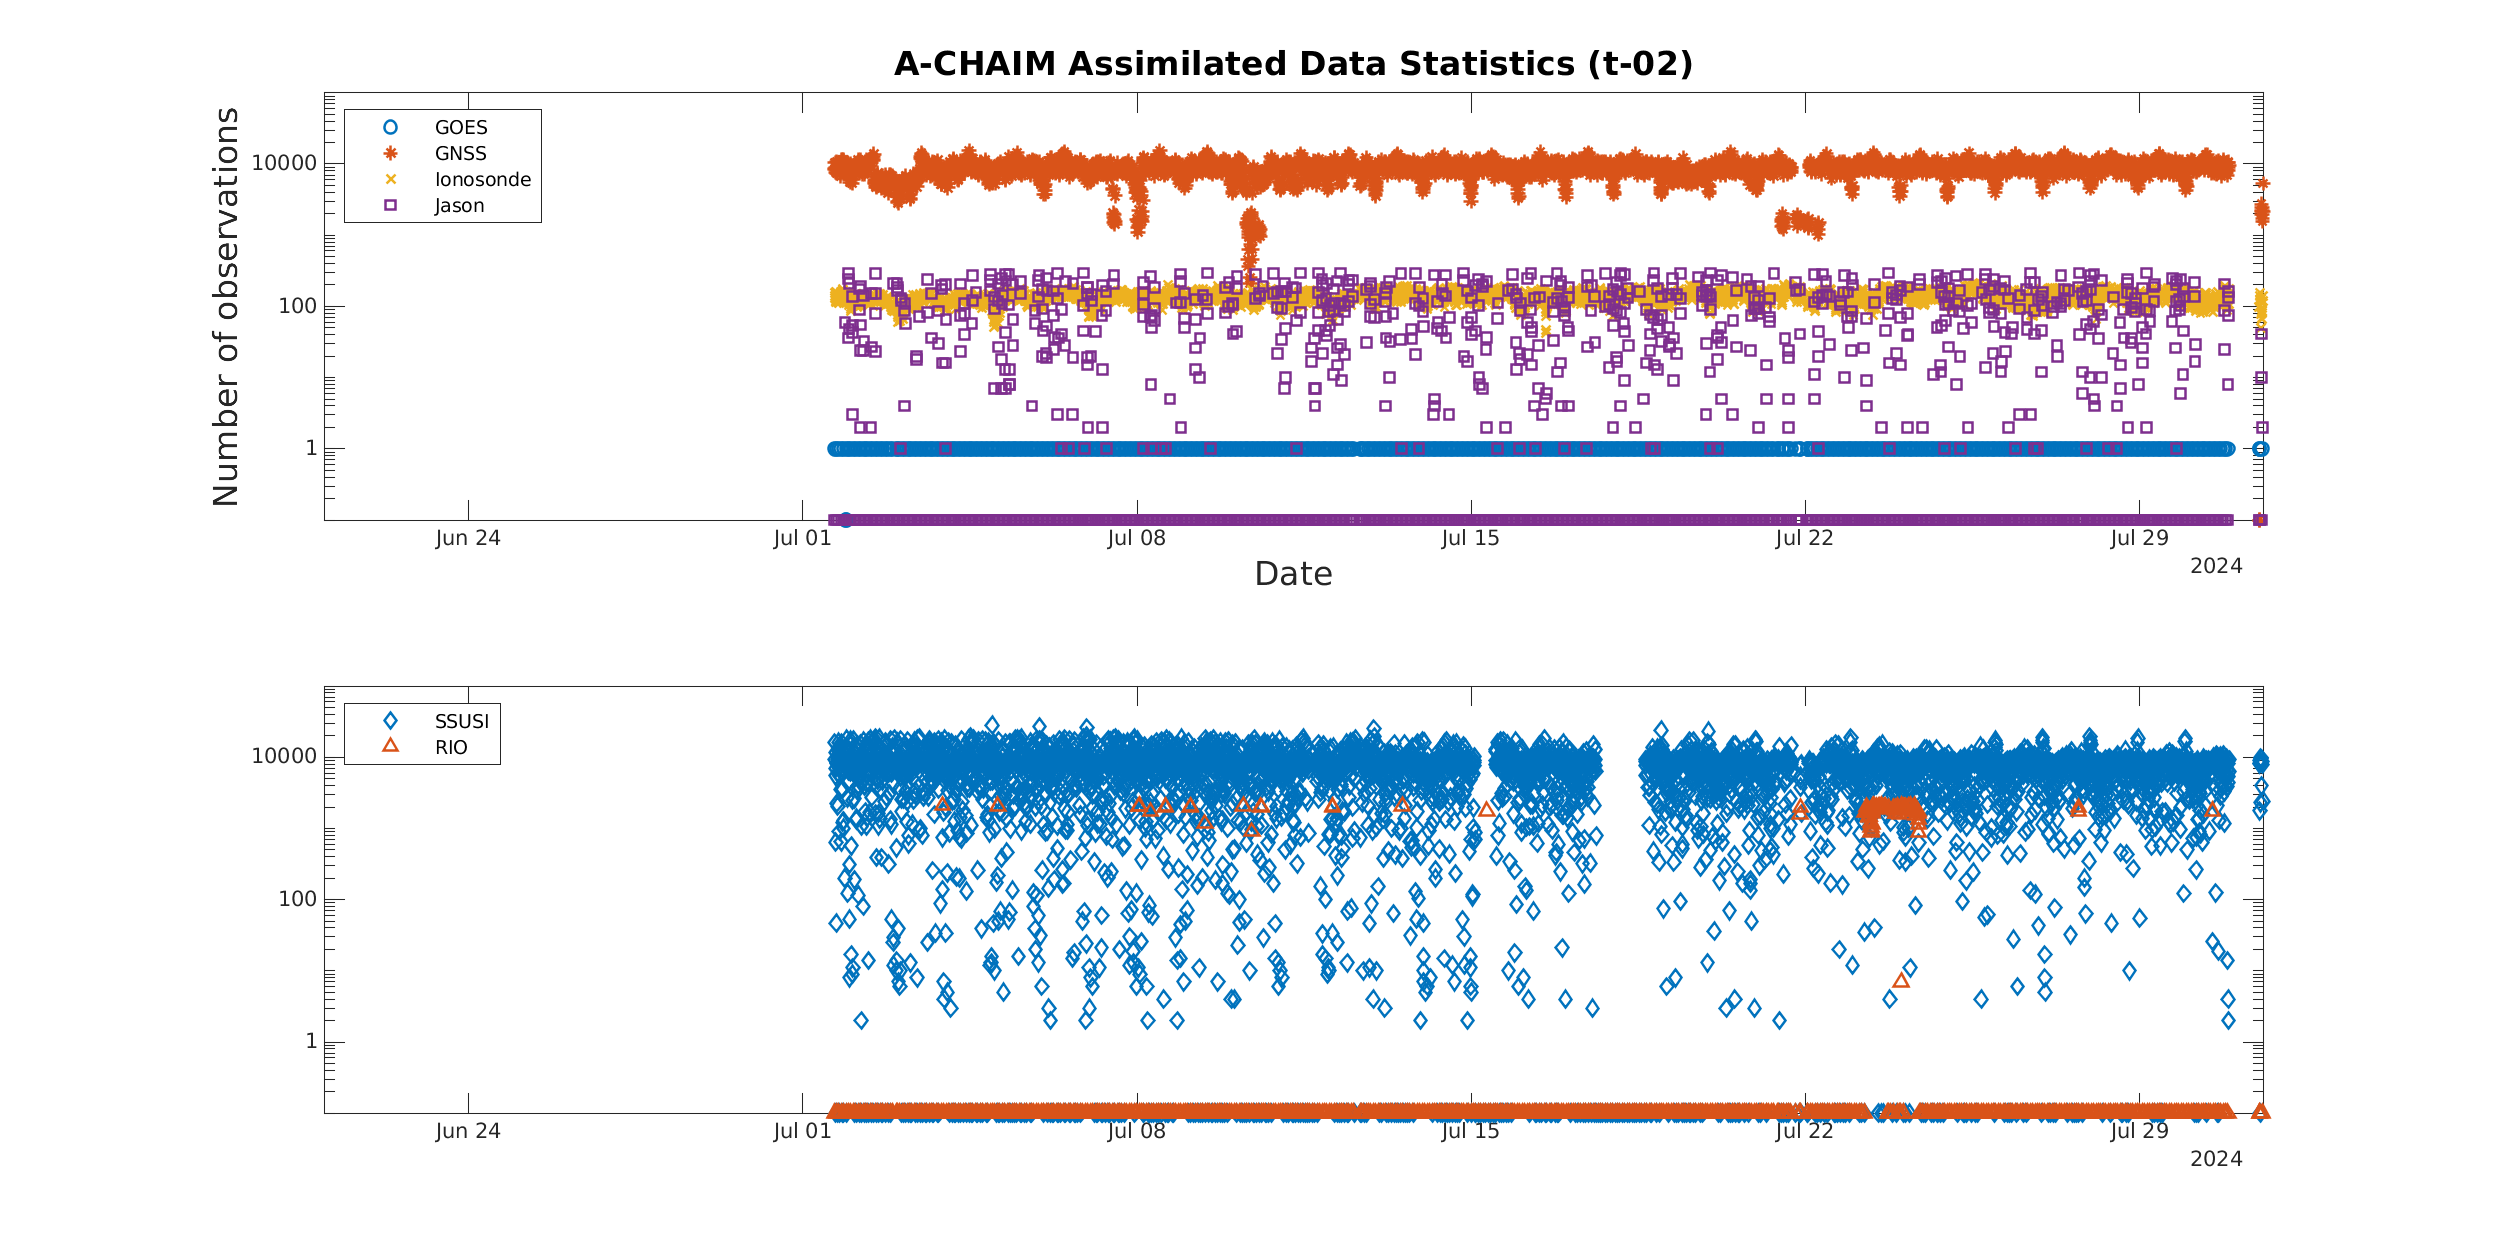 A-CHAIM Assimilated Data Statistics (t-02)
Number of observations
10000
100
1
GOES
GNSS
Ionosonde
Jason
Jun 24
Jul 01
Jul 08
Jul 15
Jul 22
Jul 29
2024
Date
10000
100
1
SSUSI
RIO
Jun 24
Jul 01
Jul 08
Jul 15
Jul 22
Jul 29
2024